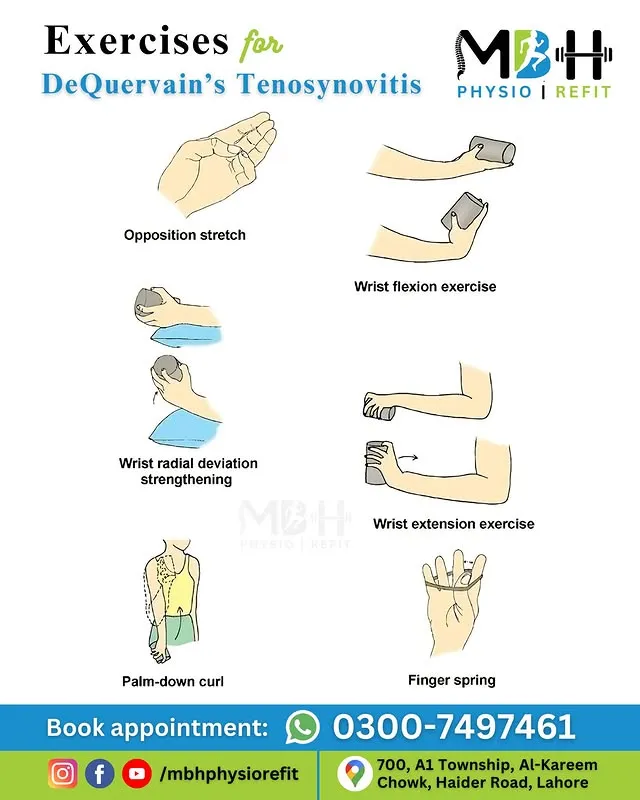 Exercises for
DeQuervain's Tenosynovitis
MBH
PHYSIO | REFIT
Opposition stretch
Wrist flexion exercise
Wrist radial deviation
strengthening
Wrist extension exercise
MBH
PHYSIO | REFIT
Palm-down curl
Finger spring
Book appointment: 0300-7497461
/mbhphysiorefit
700, A1 Township, Al-Kareem
Chowk, Haider Road, Lahore